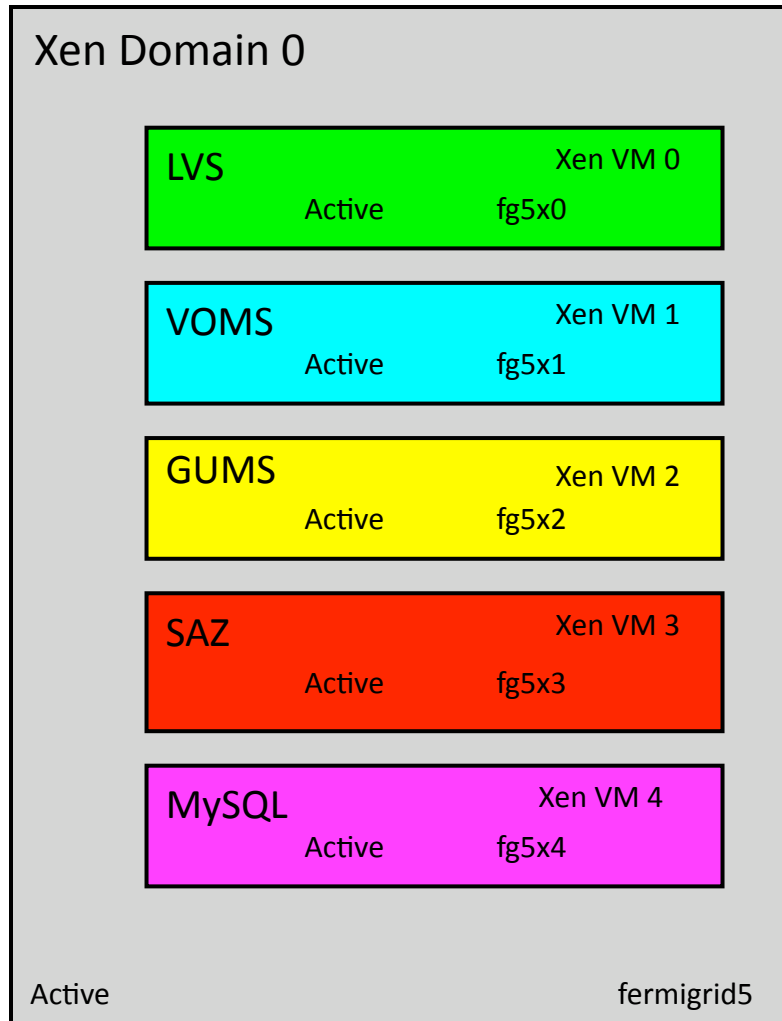 Xen Domain 0
LVS Xen VM 0
Active fg5x0
VOMS Xen VM 1
Active fg5x1
GUMS Xen VM 2
Active fg5x2
SAZ Xen VM 3
Active fg5x3
MySQL Xen VM 4
Active fg5x4
Active fermigrid5